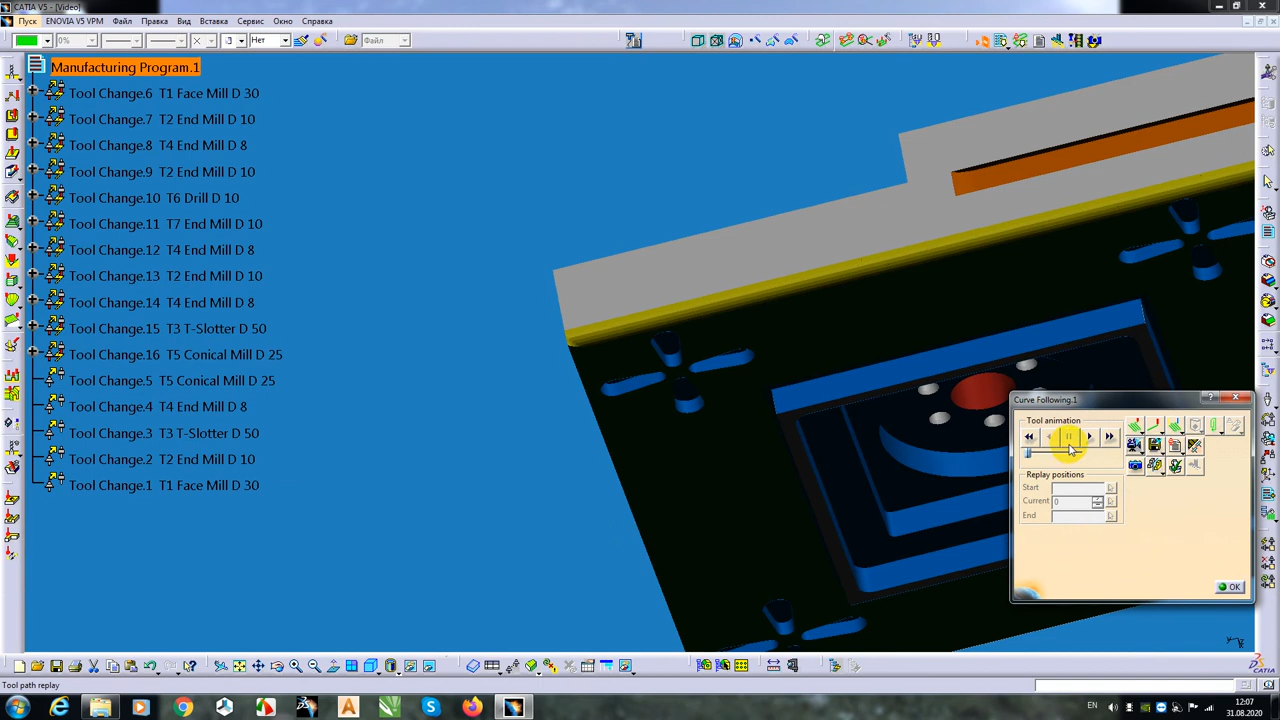 CATIA V5 - [Video]
Пуск ENOVIA V5 VPM Файл Правка Вид Вставка Сервис Окно Справка
0% Нет Файл
Manufacturing Program.1
Tool Change.6 T1 Face Mill D 30
Tool Change.7 T2 End Mill D 10
Tool Change.8 T4 End Mill D 8
Tool Change.9 T2 End Mill D 10
Tool Change.10 T6 Drill D 10
Tool Change.11 T7 End Mill D 10
Tool Change.12 T4 End Mill D 8
Tool Change.13 T2 End Mill D 10
Tool Change.14 T4 End Mill D 8
Tool Change.15 T3 T-Slotter D 50
Tool Change.16 T5 Conical Mill D 25
Tool Change.5 T5 Conical Mill D 25
Tool Change.4 T4 End Mill D 8
Tool Change.3 T3 T-Slotter D 50
Tool Change.2 T2 End Mill D 10
Tool Change.1 T1 Face Mill D 30
Curve Following.1
Tool animation
Replay positions
Start
Current 0
End
OK
Tool path replay
CATIA
EN
12:07
31.08.2020